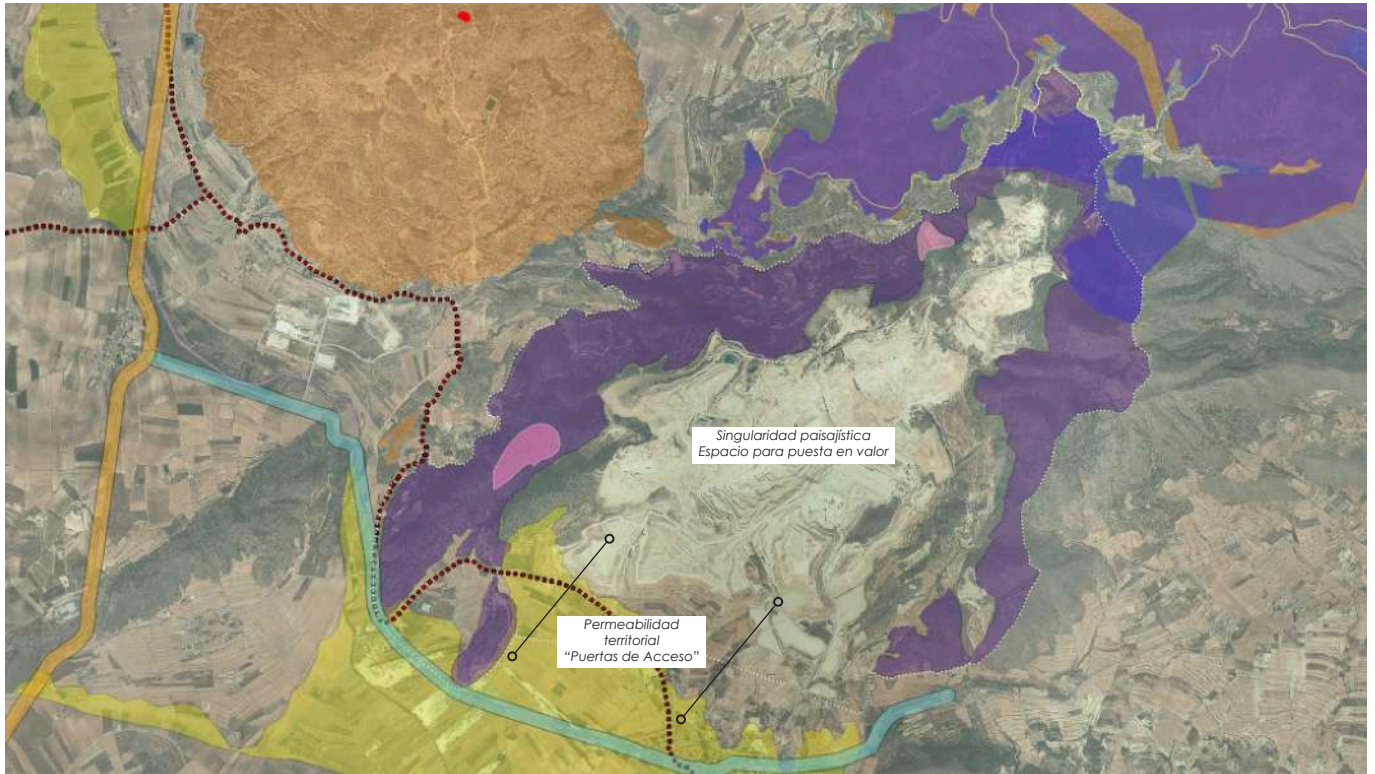 Singularidad paisajística
Espacio para puesta en valor
Permeabilidad
territorial
“Puertas de Acceso”